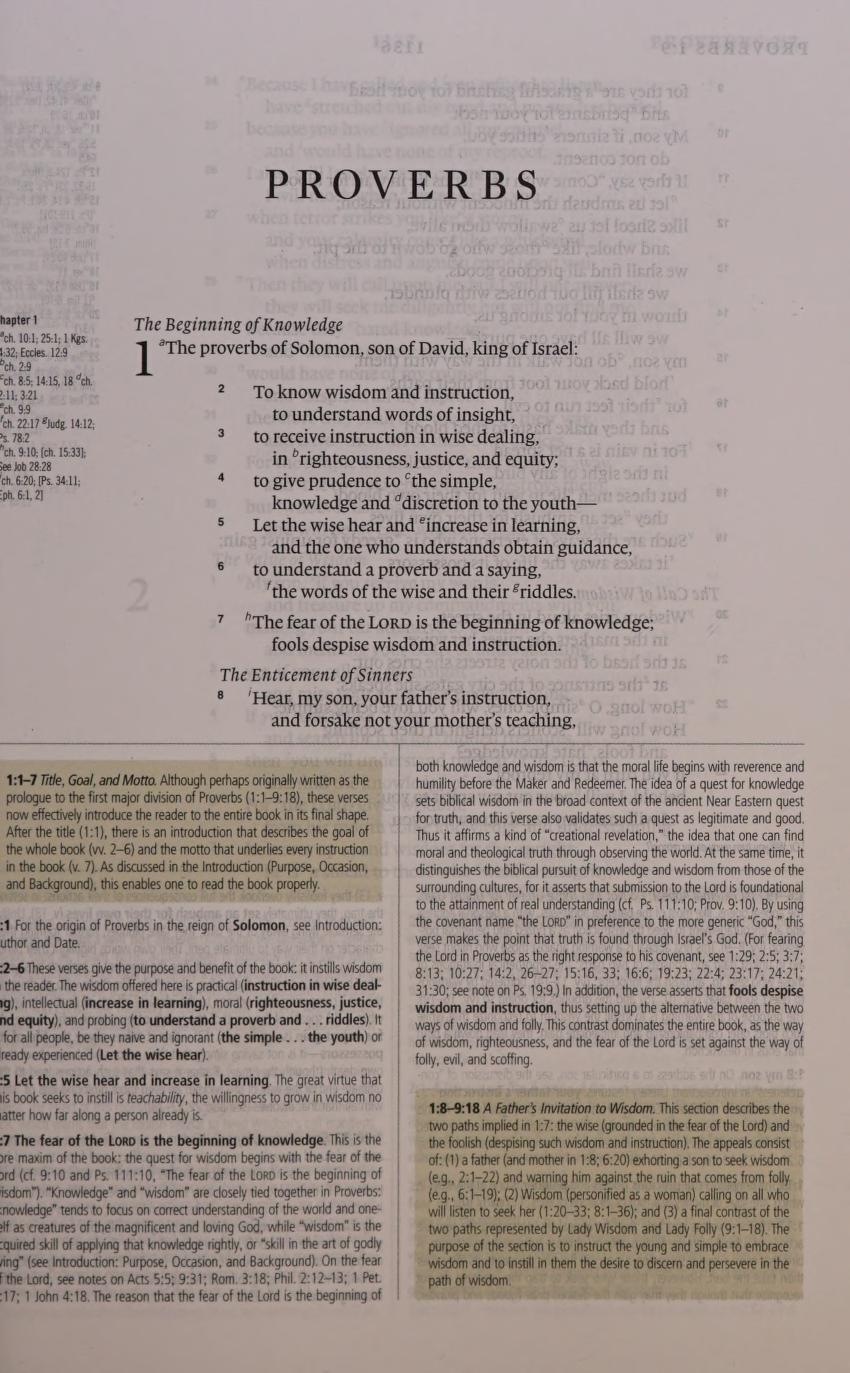 PROVERBS
hapter 1
ach. 10:1; 25:1; 1 Kgs.
4:32; Eccles. 12:9
bch. 2:9
cch. 8:5; 14:15, 18 dch.
2:11; 3:21
ech. 9:9
fch. 22:17 gJudg. 14:12;
Ps. 78:2
hch. 9:10; [ch. 15:33];
See Job 28:28
ich. 6:20; [Ps. 34:11;
Eph. 6:1, 2]
The Beginning of Knowledge
1 aThe proverbs of Solomon, son of David, king of Israel:
2 To know wisdom and instruction,
to understand words of insight,
3 to receive instruction in wise dealing,
in brighteousness, justice, and equity;
4 to give prudence to cthe simple,
knowledge and ddiscretion to the youth—
5 Let the wise hear and eincrease in learning,
and the one who understands obtain guidance,
6 to understand a proverb and a saying,
fthe words of the wise and their griddles.
7 hThe fear of the LORD is the beginning of knowledge;
fools despise wisdom and instruction.
The Enticement of Sinners
8 iHear, my son, your father's instruction,
and forsake not your mother's teaching,
1:1–7 Title, Goal, and Motto. Although perhaps originally written as the
prologue to the first major division of Proverbs (1:1–9:18), these verses
now effectively introduce the reader to the entire book in its final shape.
After the title (1:1), there is an introduction that describes the goal of
the whole book (vv. 2–6) and the motto that underlies every instruction
in the book (v. 7). As discussed in the Introduction (Purpose, Occasion,
and Background), this enables one to read the book properly.
:1 For the origin of Proverbs in the reign of Solomon, see Introduction:
uthor and Date.
:2–6 These verses give the purpose and benefit of the book: it instills wisdom
the reader. The wisdom offered here is practical (instruction in wise deal-
ng), intellectual (increase in learning), moral (righteousness, justice,
nd equity), and probing (to understand a proverb and . . . riddles). It
for all people, be they naive and ignorant (the simple . . . the youth) or
ready experienced (Let the wise hear).
:5 Let the wise hear and increase in learning. The great virtue that
is book seeks to instill is teachability, the willingness to grow in wisdom no
atter how far along a person already is.
:7 The fear of the LORD is the beginning of knowledge. This is the
ore maxim of the book: the quest for wisdom begins with the fear of the
ord (cf. 9:10 and Ps. 111:10, "The fear of the LORD is the beginning of
isdom"). "Knowledge" and "wisdom" are closely tied together in Proverbs:
knowledge" tends to focus on correct understanding of the world and one-
elf as creatures of the magnificent and loving God, while "wisdom" is the
cquired skill of applying that knowledge rightly, or "skill in the art of godly
ving" (see Introduction: Purpose, Occasion, and Background). On the fear
f the Lord, see notes on Acts 5:5; 9:31; Rom. 3:18; Phil. 2:12–13; 1 Pet.
:17; 1 John 4:18. The reason that the fear of the Lord is the beginning of
both knowledge and wisdom is that the moral life begins with reverence and
humility before the Maker and Redeemer. The idea of a quest for knowledge
sets biblical wisdom in the broad context of the ancient Near Eastern quest
for truth, and this verse also validates such a quest as legitimate and good.
Thus it affirms a kind of "creational revelation," the idea that one can find
moral and theological truth through observing the world. At the same time, it
distinguishes the biblical pursuit of knowledge and wisdom from those of the
surrounding cultures, for it asserts that submission to the Lord is foundational
to the attainment of real understanding (cf. Ps. 111:10; Prov. 9:10). By using
the covenant name "the LORD" in preference to the more generic "God," this
verse makes the point that truth is found through Israel's God. (For fearing
the Lord in Proverbs as the right response to his covenant, see 1:29; 2:5; 3:7;
8:13; 10:27; 14:2, 26–27; 15:16, 33; 16:6; 19:23; 22:4; 23:17; 24:21;
31:30; see note on Ps. 19:9.) In addition, the verse asserts that fools despise
wisdom and instruction, thus setting up the alternative between the two
ways of wisdom and folly. This contrast dominates the entire book, as the way
of wisdom, righteousness, and the fear of the Lord is set against the way of
folly, evil, and scoffing.
1:8–9:18 A Father's Invitation to Wisdom. This section describes the
two paths implied in 1:7: the wise (grounded in the fear of the Lord) and
the foolish (despising such wisdom and instruction). The appeals consist
of: (1) a father (and mother in 1:8; 6:20) exhorting a son to seek wisdom
(e.g., 2:1–22) and warning him against the ruin that comes from folly
(e.g., 6:1–19); (2) Wisdom (personified as a woman) calling on all who
will listen to seek her (1:20–33; 8:1–36); and (3) a final contrast of the
two paths represented by Lady Wisdom and Lady Folly (9:1–18). The
purpose of the section is to instruct the young and simple to embrace
wisdom and to instill in them the desire to discern and persevere in the
path of wisdom.